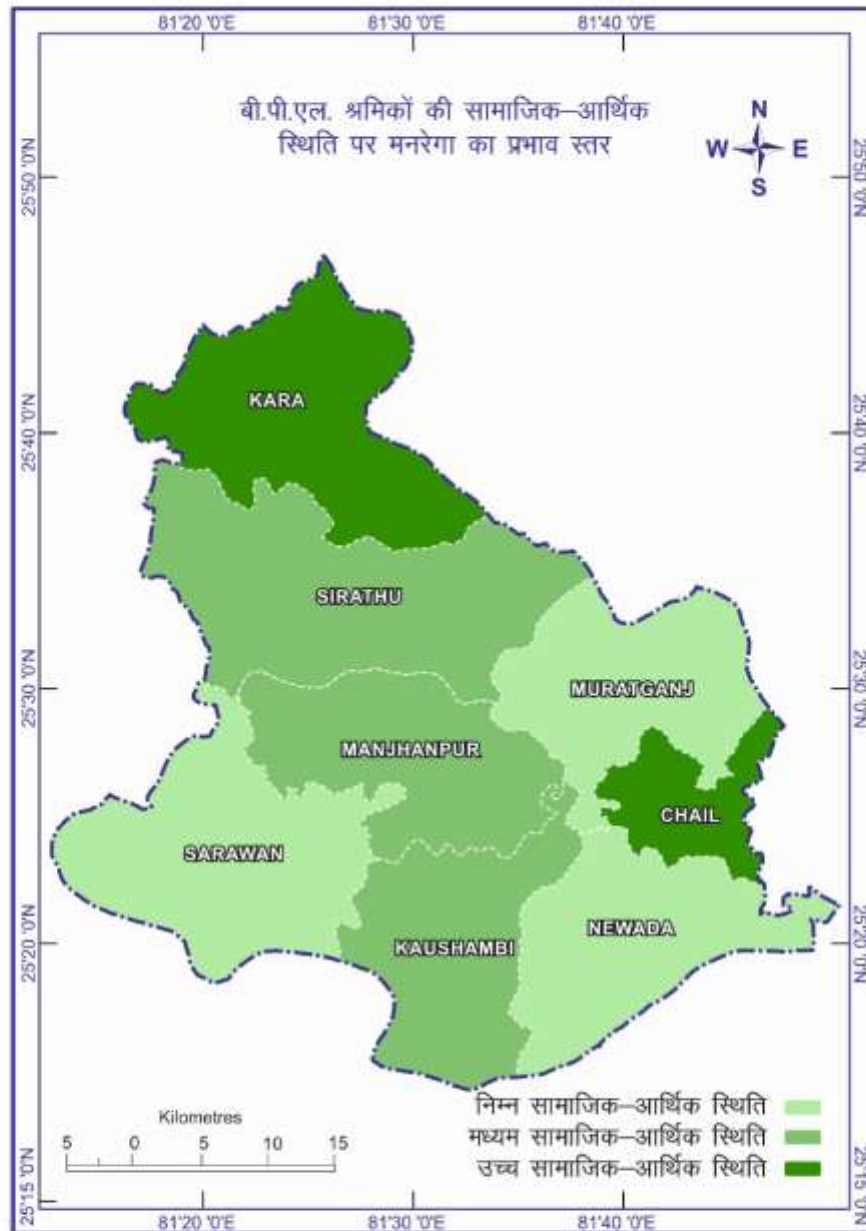 81°20 '0'E 81°30 '0'E 81°40 '0'E
बी.पी.एल. श्रमिकों की सामाजिक–आर्थिक
स्थिति पर मनरेगा का प्रभाव स्तर
N
W E
S
25°50 '0"N 25°50 '0"N
KARA
25°40 '0"N 25°40 '0"N
SIRATHU
MURATGANJ
25°30 '0"N 25°30 '0"N
MANJHANPUR
CHAIL
SARAWAN
NEWADA
KAUSHAMBI
25°20 '0"N 25°20 '0"N
निम्न सामाजिक–आर्थिक स्थिति
मध्यम सामाजिक–आर्थिक स्थिति
उच्च सामाजिक–आर्थिक स्थिति
Kilometres
5 0 5 10 15
25°15 '0"N 25°15 '0"N
81°20 '0'E 81°30 '0'E 81°40 '0'E